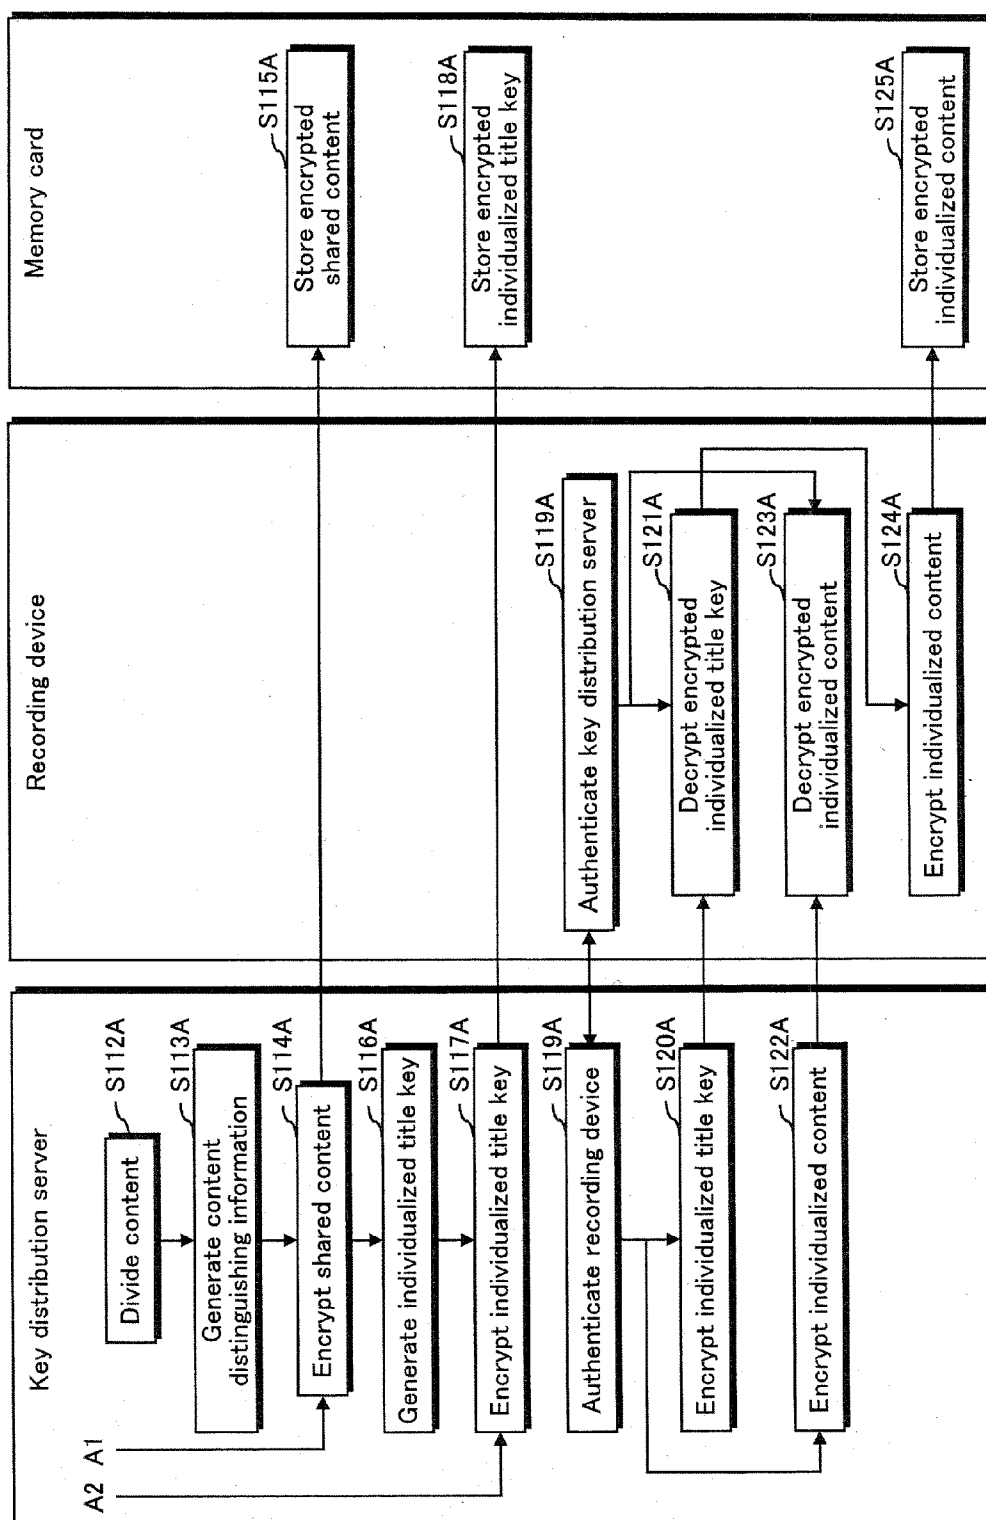 Key distribution server
A2
A1
Divide content
S112A
Generate content
distinguishing information
S113A
Encrypt shared content
S114A
Generate individualized title key
S116A
Encrypt individualized title key
S117A
Authenticate recording device
S119A
Encrypt individualized title key
S120A
Encrypt individualized content
S122A
Recording device
Authenticate key distribution server
S119A
Decrypt encrypted
individualized title key
S121A
Decrypt encrypted
individualized content
S123A
Encrypt individualized content
S124A
Memory card
Store encrypted
shared content
S115A
Store encrypted
individualized title key
S118A
Store encrypted
individualized content
S125A